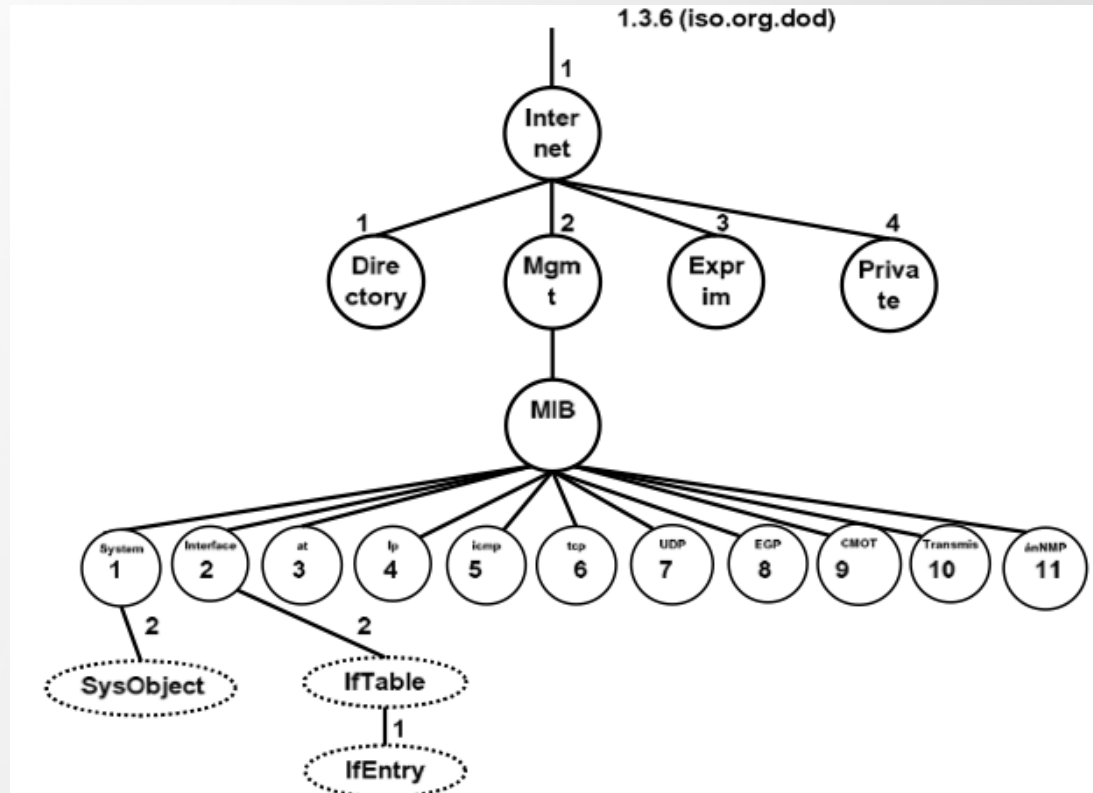 1.3.6 (iso.org.dod)
1
Inter
net
1
2
3
4
Dire
ctory
Mgm
t
Expr
im
Priva
te
MIB
System
1
Interface
2
at
3
Ip
4
icmp
5
tcp
6
UDP
7
EGP
8
CMOT
9
Transmis
10
11
2
2
SysObject
IfTable
1
IfEntry